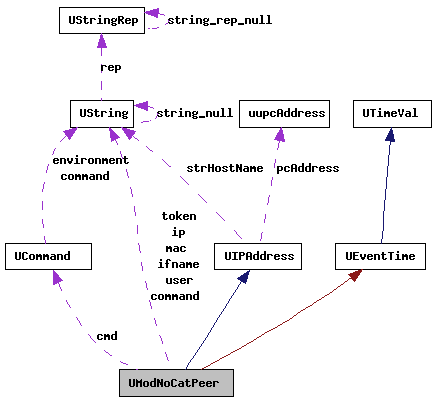 UStringRep
string_rep_null
rep
UString
string_null
uupcAddress
UTimeVal
environment
command
strHostName
pcAddress
token
ip
mac
ifname
user
command
UCommand
UIPAddress
UEventTime
cmd
UModNoCatPeer